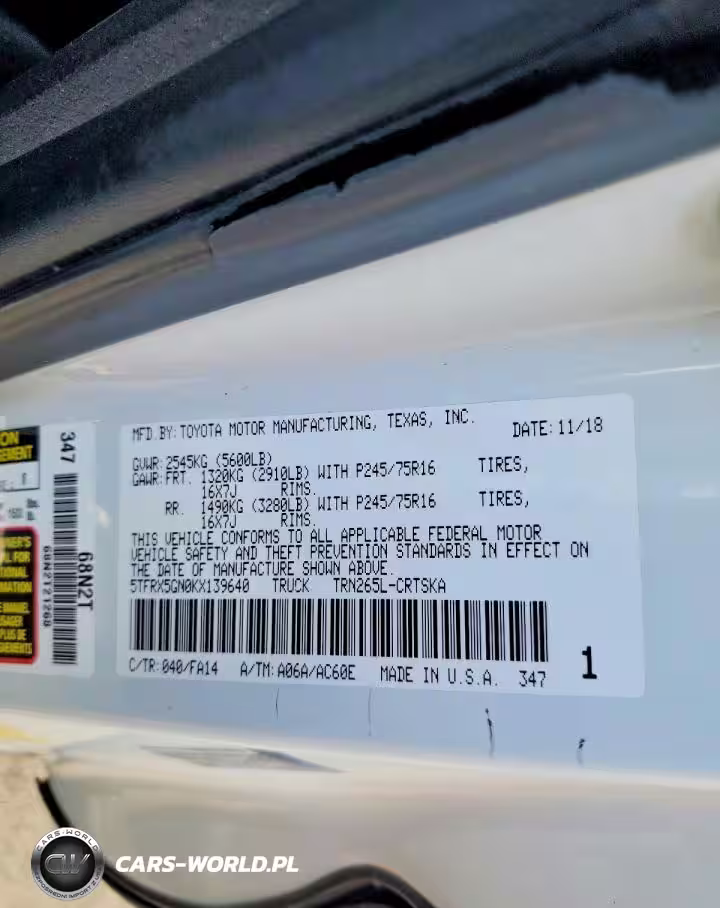 MFD.BY:TOYOTA MOTOR MANUFACTURING, TEXAS, INC. DATE:11/18
GVWR:2545KG (5600LB)
GAWR:FRT. 1320KG (2910LB) WITH P245/75R16 TIRES,
16X7J RIMS.
RR. 1490KG (3280LB) WITH P245/75R16 TIRES,
16X7J RIMS.
THIS VEHICLE CONFORMS TO ALL APPLICABLE FEDERAL MOTOR
VEHICLE SAFETY AND THEFT PREVENTION STANDARDS IN EFFECT ON
THE DATE OF MANUFACTURE SHOWN ABOVE.
5TFRX5GN0KX139640 TRUCK TRN265L-CRTSKA
C/TR:040/FA14 A/TM:A06A/AC60E MADE IN U.S.A. 347
1
347
68N2T
68N2T21268
CARS-WORLD
CARS-WORLD.PL